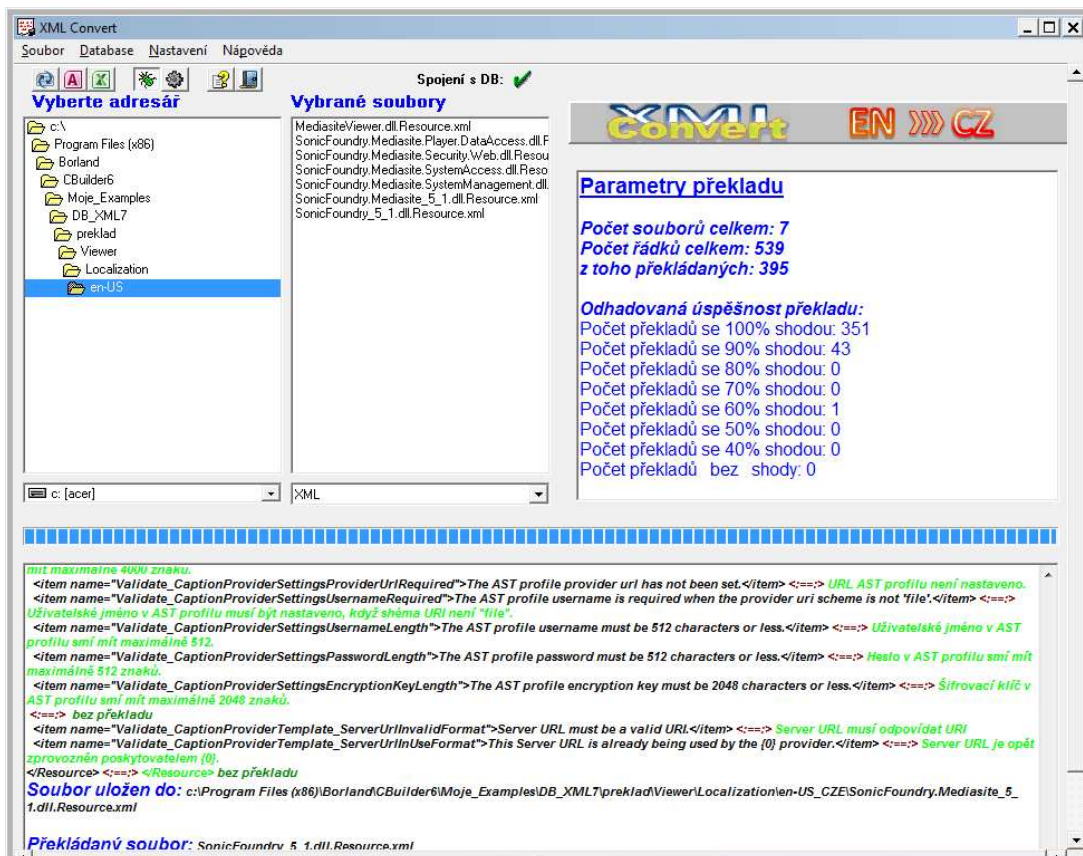 XML Convert
Soubor Database Nastavení Nápověda
Spojení s DB:
Vyberte adresář
Vybrané soubory
c:\
Program Files (x86)
Borland
CBuilder6
Moje_Examples
DB_XML7
preklad
Viewer
Localization
en-US
MediasiteViewer.dll.Resource.xml
SonicFoundry.Mediasite.Player.DataAccess.dll.F
SonicFoundry.Mediasite.Security.Web.dll.Resou
SonicFoundry.Mediasite.SystemAccess.dll.Reso
SonicFoundry.Mediasite.SystemManagement.dll.
SonicFoundry.Mediasite_5_1.dll.Resource.xml
SonicFoundry_5_1.dll.Resource.xml
XML
Convert
EN >>> CZ
Parametry překladu
Počet souborů celkem: 7
Počet řádků celkem: 539
z toho překládaných: 395
Odhadovaná úspěšnost překladu:
Počet překladů se 100% shodou: 351
Počet překladů se 90% shodou: 43
Počet překladů se 80% shodou: 0
Počet překladů se 70% shodou: 0
Počet překladů se 60% shodou: 1
Počet překladů se 50% shodou: 0
Počet překladů se 40% shodou: 0
Počet překladů bez shody: 0
c: [acer]
XML
mít maximálně 4000 znaků.
<item name="Validate_CaptionProviderSettingsProviderUrlRequired">The AST profile provider url has not been set.</item> <:==:> URL AST profilu není nastaveno.
<item name="Validate_CaptionProviderSettingsUsernameRequired">The AST profile username is required when the provider uri scheme is not 'file'.</item> <:==:>
Uživatelské jméno v AST profilu musí být nastaveno, když shéma URI není "file".
<item name="Validate_CaptionProviderSettingsUsernameLength">The AST profile username must be 512 characters or less.</item> <:==:> Uživatelské jméno v AST
profilu smí mít maximálně 512.
<item name="Validate_CaptionProviderSettingsPasswordLength">The AST profile password must be 512 characters or less.</item> <:==:> Heslo v AST profilu smí mít
maximálně 512 znaků.
<item name="Validate_CaptionProviderSettingsEncryptionKeyLength">The AST profile encryption key must be 2048 characters or less.</item> <:==:> Šifrovací klíč v
AST profilu smí mít maximálně 2048 znaků.
<:==:> bez překladu
<item name="Validate_CaptionProviderTemplate_ServerUrlInvalidFormat">Server URL must be a valid URI.</item> <:==:> Server URL musí odpovídat URI
<item name="Validate_CaptionProviderTemplate_ServerUrlInUseFormat">This Server URL is already being used by the {0} provider.</item> <:==:> Server URL je opět
zprovozněn poskytovatelem {0}.
</Resource> <:==:> </Resource> bez překladu
Soubor uložen do: c:\Program Files (x86)\Borland\CBuilder6\Moje_Examples\DB_XML7\preklad\Viewer\Localization\en-US_CZE\SonicFoundry.Mediasite_5_
1.dll.Resource.xml
Překládaný soubor: SonicFoundry_5_1.dll.Resource.xml